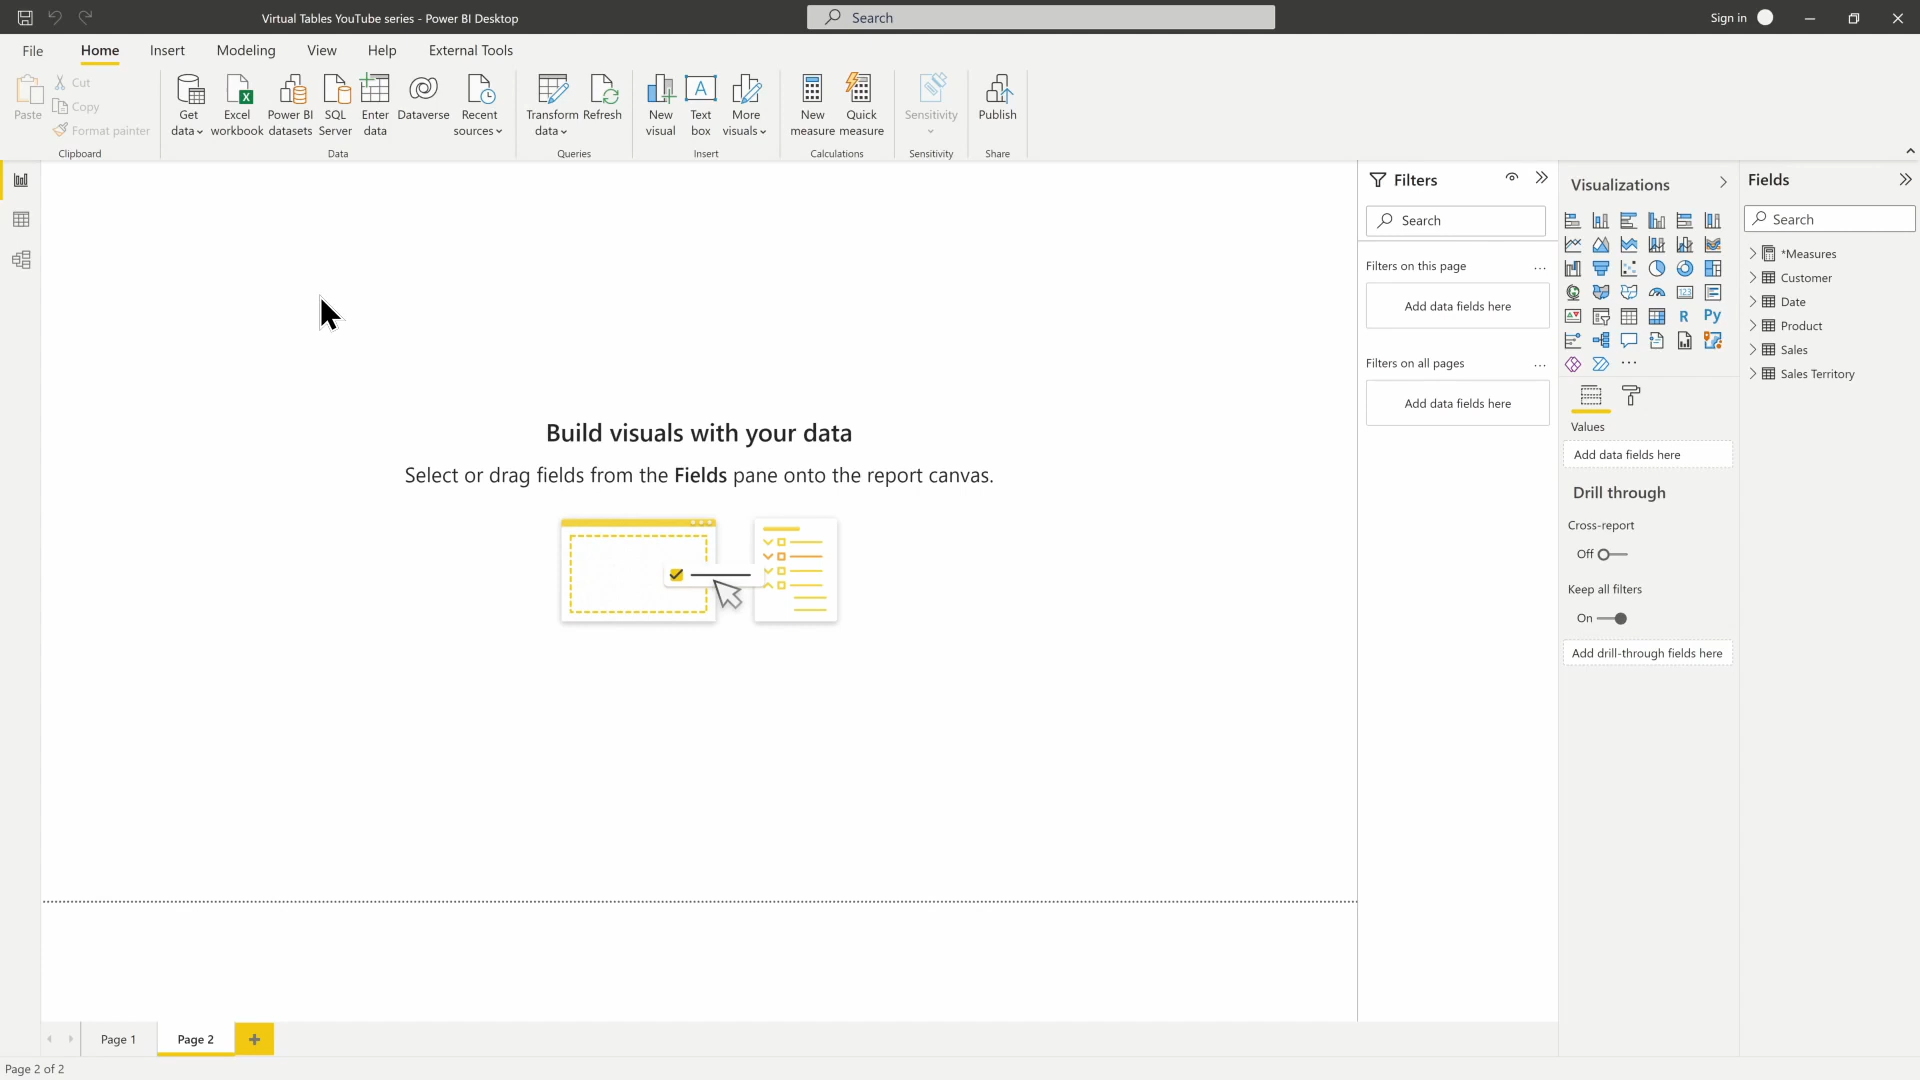 Virtual Tables YouTube series - Power BI Desktop
Search
Sign in
File
Home
Insert
Modeling
View
Help
External Tools
Paste
Cut
Copy
Format painter
Clipboard
Get
data
Excel
workbook
Power BI
datasets
SQL
Server
Enter
data
Dataverse
Recent
sources
Data
Transform
data
Refresh
Queries
New
visual
A
Text
box
More
visuals
Insert
New
measure
Quick
measure
Calculations
Sensitivity
Sensitivity
Publish
Share
Build visuals with your data
Select or drag fields from the Fields pane onto the report canvas.
Filters
Search
Filters on this page
...
Add data fields here
Filters on all pages
...
Add data fields here
Visualizations
123
R
Py
...
Values
Add data fields here
Drill through
Cross-report
Off
Keep all filters
On
Add drill-through fields here
Fields
Search
*Measures
Customer
Date
Product
Sales
Sales Territory
Page 1
Page 2
+
Page 2 of 2